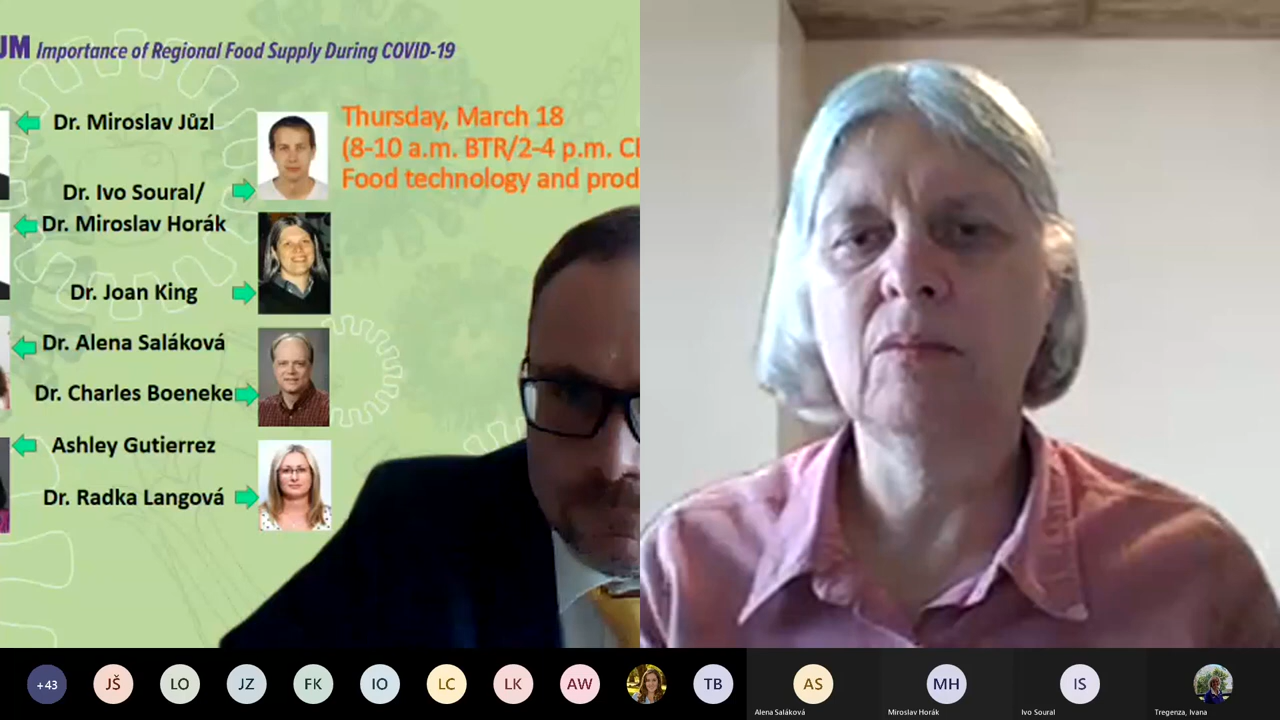 UM Importance of Regional Food Supply During COVID-19
Dr. Miroslav Jůzl
Dr. Ivo Soural/
Dr. Miroslav Horák
Dr. Joan King
Dr. Alena Saláková
Dr. Charles Boeneke
Ashley Gutierrez
Dr. Radka Langová
Thursday, March 18
(8-10 a.m. BTR/2-4 p.m.
Food technology and
+43
JŠ
LO
JZ
FK
IO
LC
LK
AW
TB
AS
MH
IS
Alena Saláková
Miroslav Horák
Ivo Soural
Tregenza, Ivana